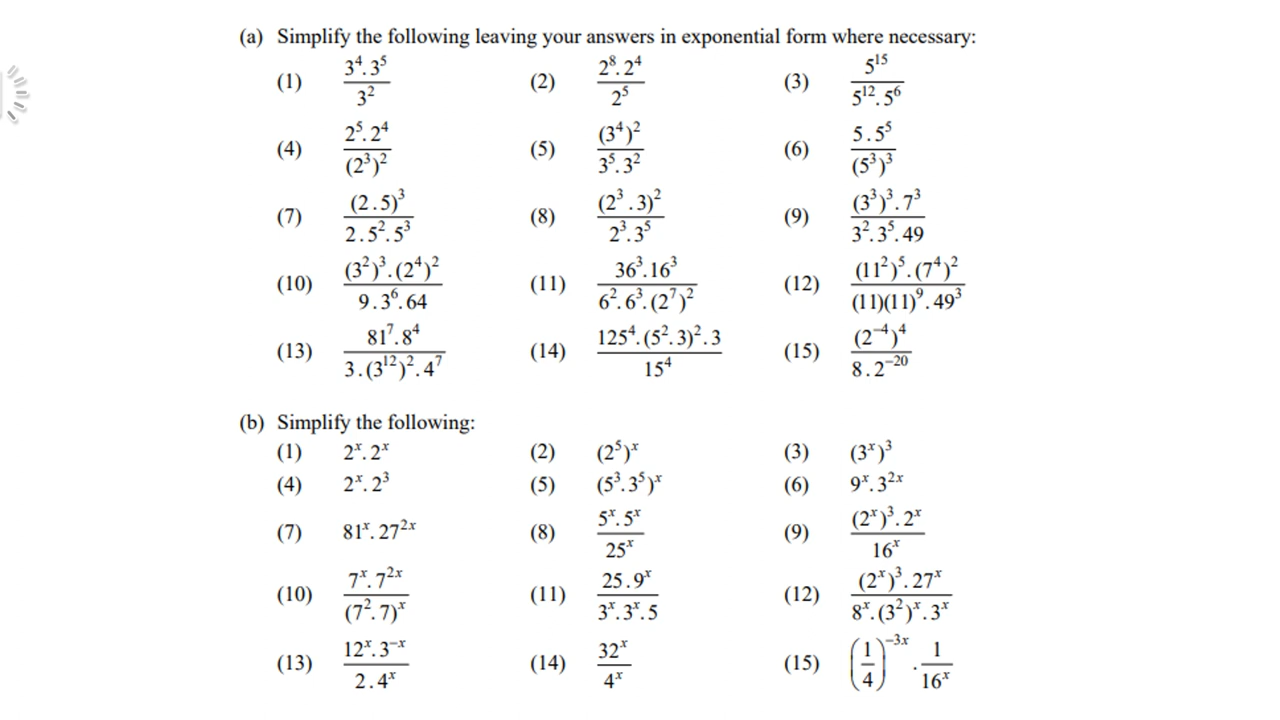 (a) Simplify the following leaving your answers in exponential form where necessary:
(1) 3⁴.3⁵ / 3² (2) 2⁸.2⁴ / 2⁵ (3) 5¹⁵ / 5¹².5⁶
(4) 2⁵.2⁴ / (2³)² (5) (3⁴)² / 3⁵.3² (6) 5.5⁵ / (5³)³
(7) (2.5)³ / 2.5².5³ (8) (2³.3)² / 2³.3⁵ (9) (3³)³.7³ / 3².3⁵.49
(10) (3²)³.(2⁴)² / 9.3⁶.64 (11) 36³.16³ / 6².6³.(2⁷)² (12) (11²)⁵.(7⁴)² / (11)(11)⁹.49³
(13) 81⁷.8⁴ / 3.(3¹²)².4⁷ (14) 125⁴.(5².3)².3 / 15⁴ (15) (2⁻⁴)⁴ / 8.2⁻²⁰
(b) Simplify the following:
(1) 2ˣ.2ˣ (2) (2⁵)ˣ (3) (3ˣ)³
(4) 2ˣ.2³ (5) (5³.3⁵)ˣ (6) 9ˣ.3²ˣ
(7) 81ˣ.27²ˣ (8) 5ˣ.5ˣ / 25ˣ (9) (2ˣ)³.2ˣ / 16ˣ
(10) 7ˣ.7²ˣ / (7².7)ˣ (11) 25.9ˣ / 3ˣ.3ˣ.5 (12) (2ˣ)³.27ˣ / 8ˣ.(3²)ˣ.3ˣ
(13) 12ˣ.3⁻ˣ / 2.4ˣ (14) 32ˣ / 4ˣ (15) (1/4)⁻³ˣ . 1 / 16ˣ